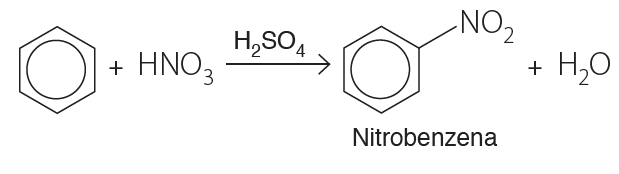 + HNO₃ H₂SO₄ → NO₂ + H₂O
Nitrobenzena